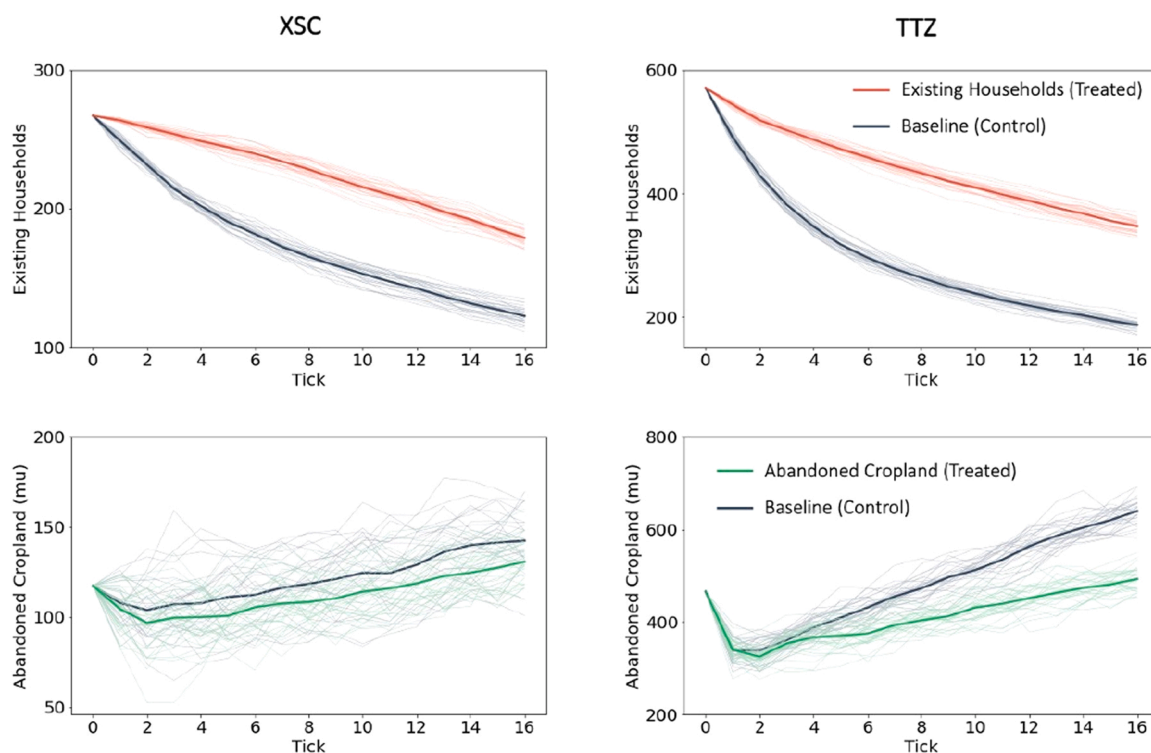 XSC
TTZ
300
200
100
Existing Households
0 2 4 6 8 10 12 14 16
Tick
600
400
200
Existing Households
Existing Households (Treated)
Baseline (Control)
0 2 4 6 8 10 12 14 16
Tick
200
150
100
50
Abandoned Cropland (mu)
0 2 4 6 8 10 12 14 16
Tick
800
600
400
200
Abandoned Cropland (mu)
Abandoned Cropland (Treated)
Baseline (Control)
0 2 4 6 8 10 12 14 16
Tick